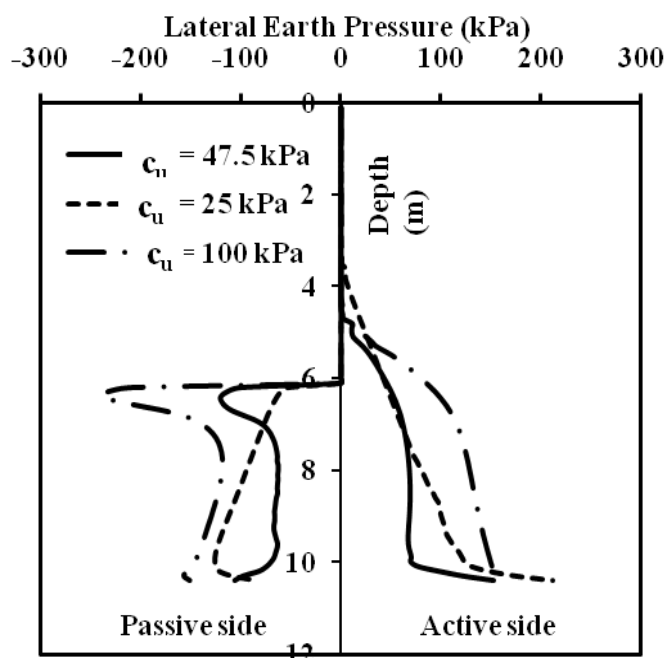 Lateral Earth Pressure (kPa)
-300 -200 -100 0 100 200 300
0
2
4
6
8
10
12
Depth
(m)
cu = 47.5 kPa
cu = 25 kPa
cu = 100 kPa
Passive side
Active side